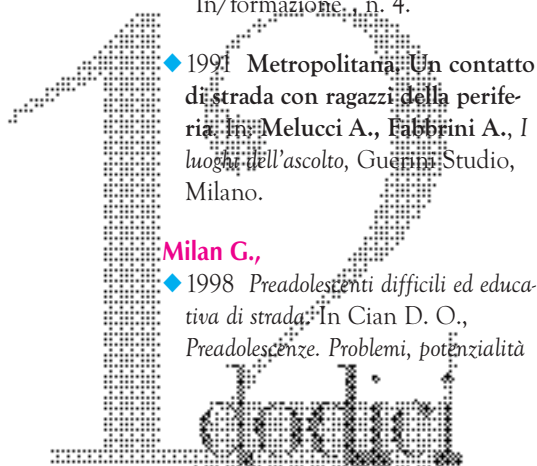 In/formazione , n. 4.
◆ 1991 Metropolitana. Un contatto
di strada con ragazzi della perife-
ria. In: Melucci A., Fabbrini A., I
luoghi dell'ascolto, Guerini Studio,
Milano.
Milan G.,
◆ 1998 Preadolescenti difficili ed educa-
tiva di strada. In Cian D. O.,
Preadolescenze. Problemi, potenzialità
12
dodici